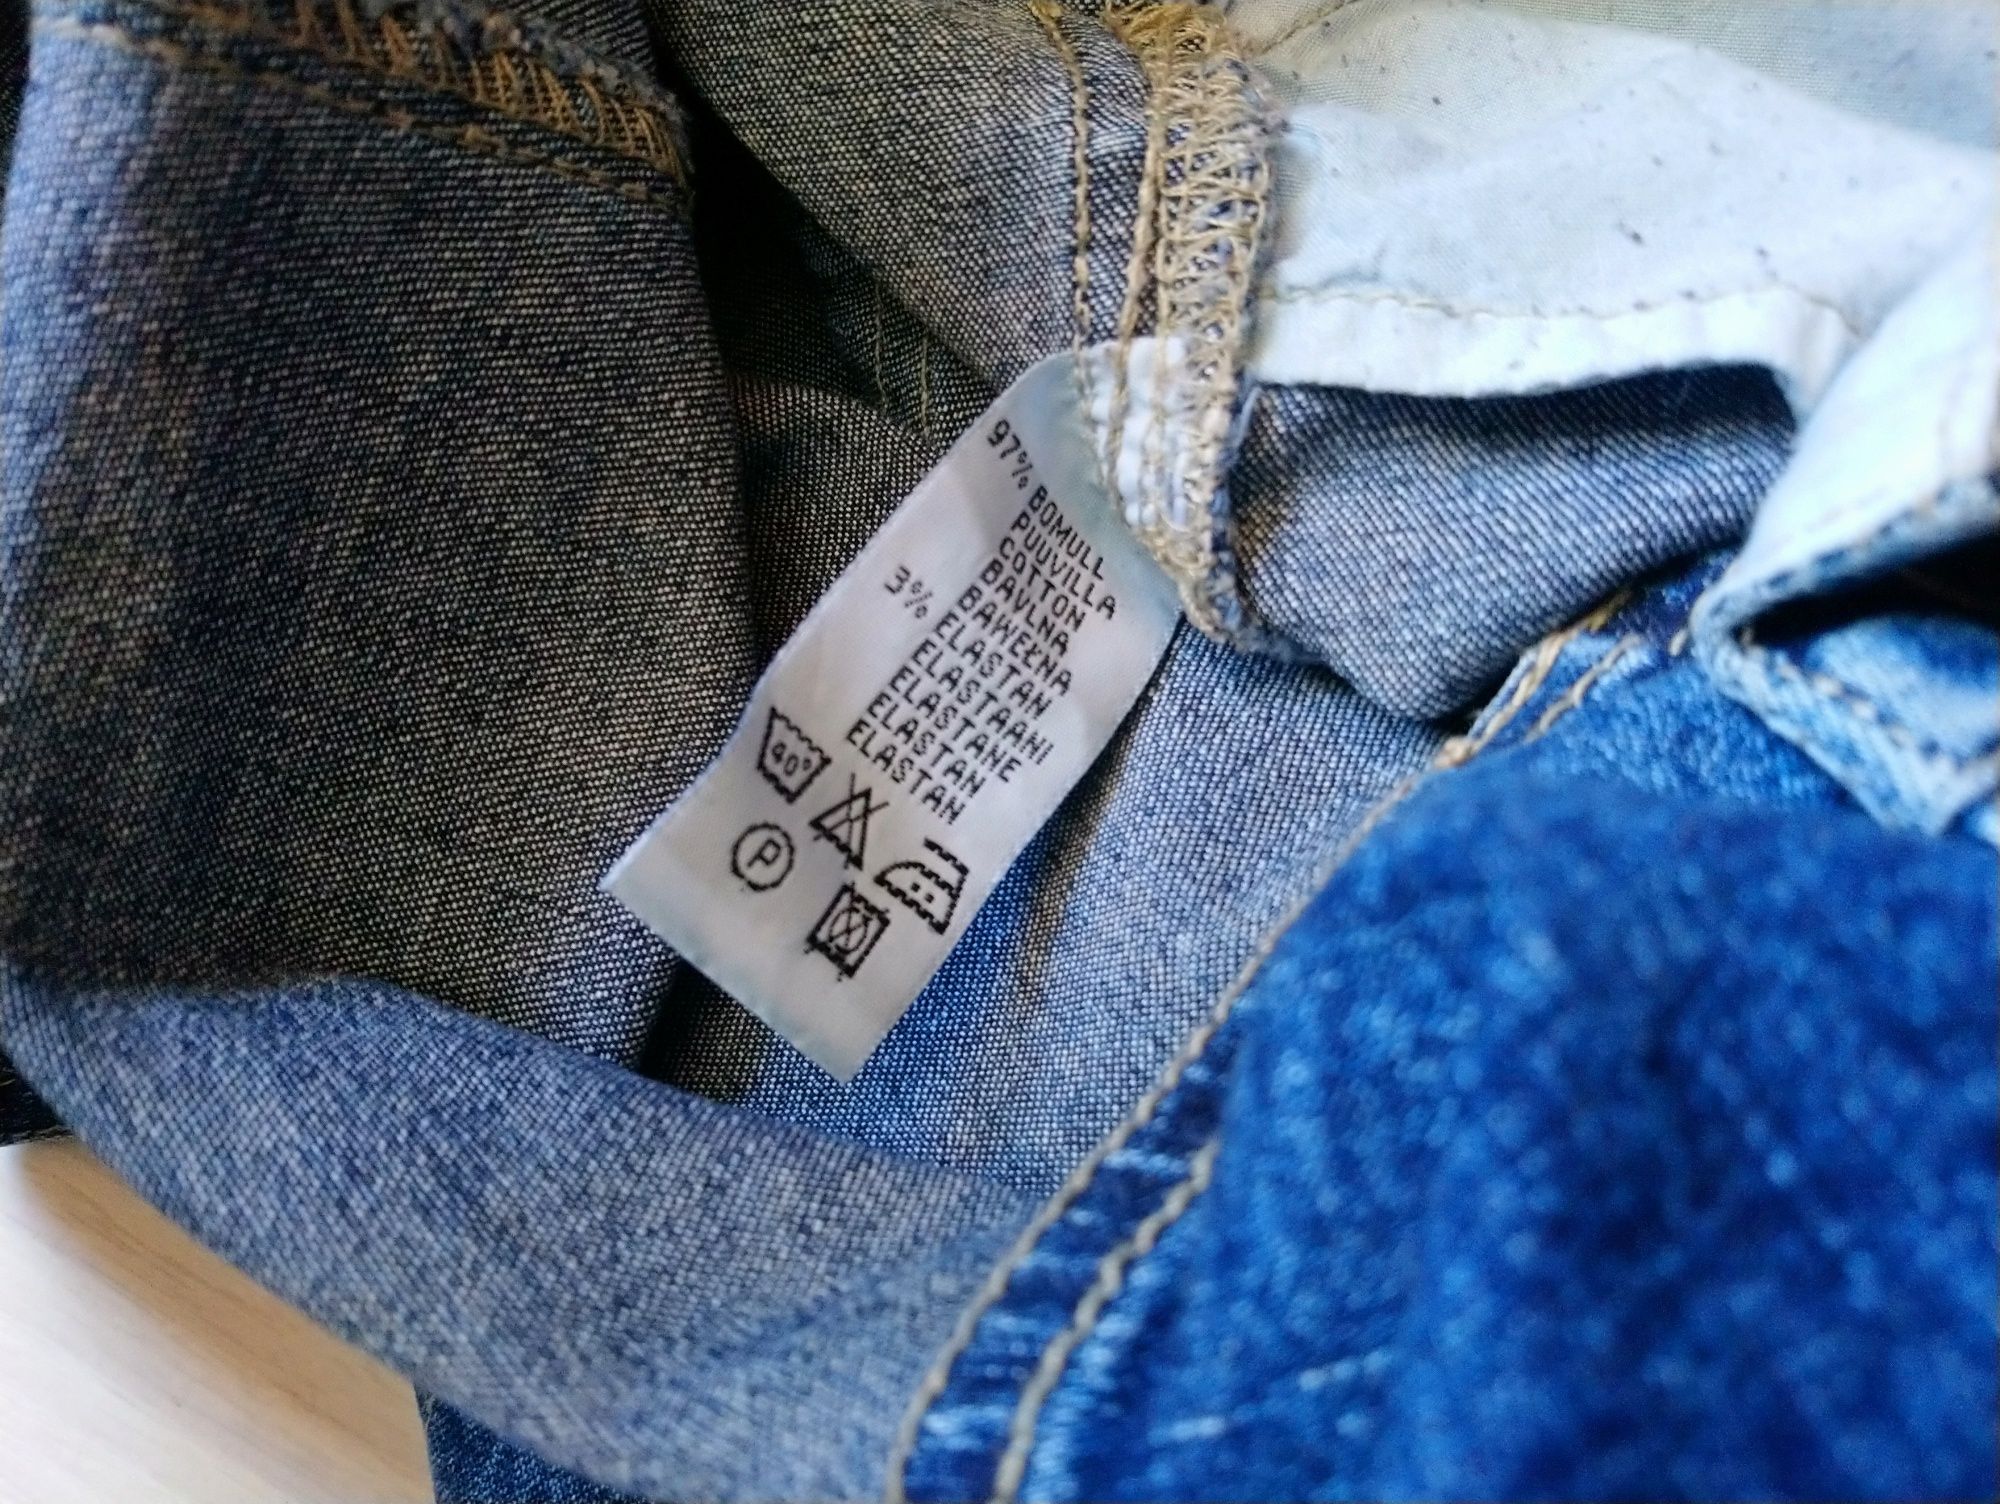 97% BOMULL
PUUVILLA
COTTON
BAVLNA
BAWEŁNA
3% ELASTAN
ELASTAANI
ELASTANE
ELASTAN
ELASTAN
40°
P